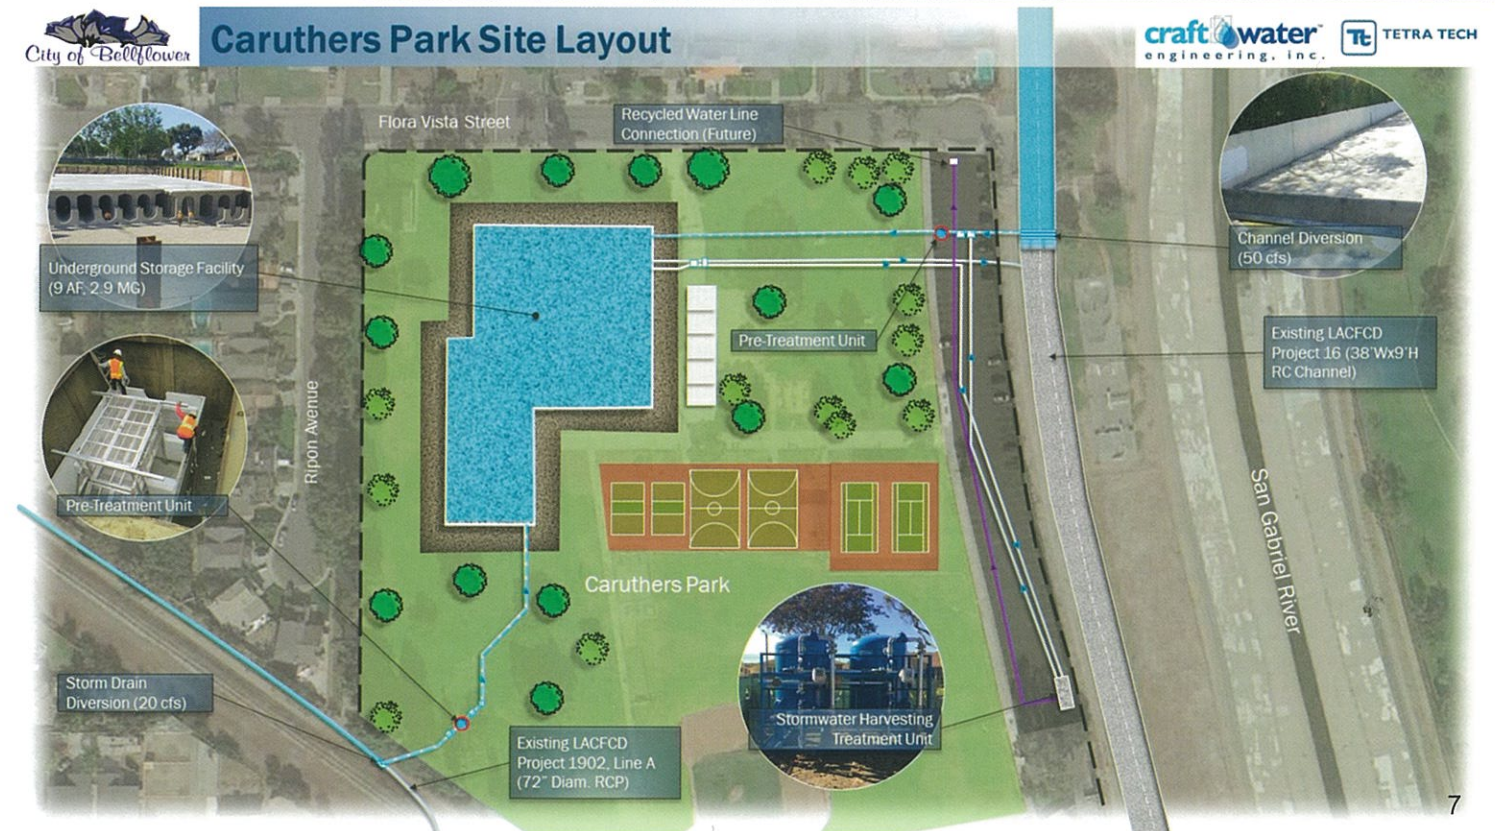 City of Bellflower
Caruthers Park Site Layout
craft water™
engineering, inc.
Tt
TETRA TECH
Flora Vista Street
Recycled Water Line
Connection (Future)
Underground Storage Facility
(9 AF, 2.9 MG)
Channel Diversion
(50 cfs)
Pre-Treatment Unit
Existing LACFCD
Project 16 (38'Wx9'H
RC Channel)
Ripon Avenue
Pre-Treatment Unit
San Gabriel River
Caruthers Park
Storm Drain
Diversion (20 cfs)
Existing LACFCD
Project 1902, Line A
(72" Diam. RCP)
Stormwater Harvesting
Treatment Unit
7